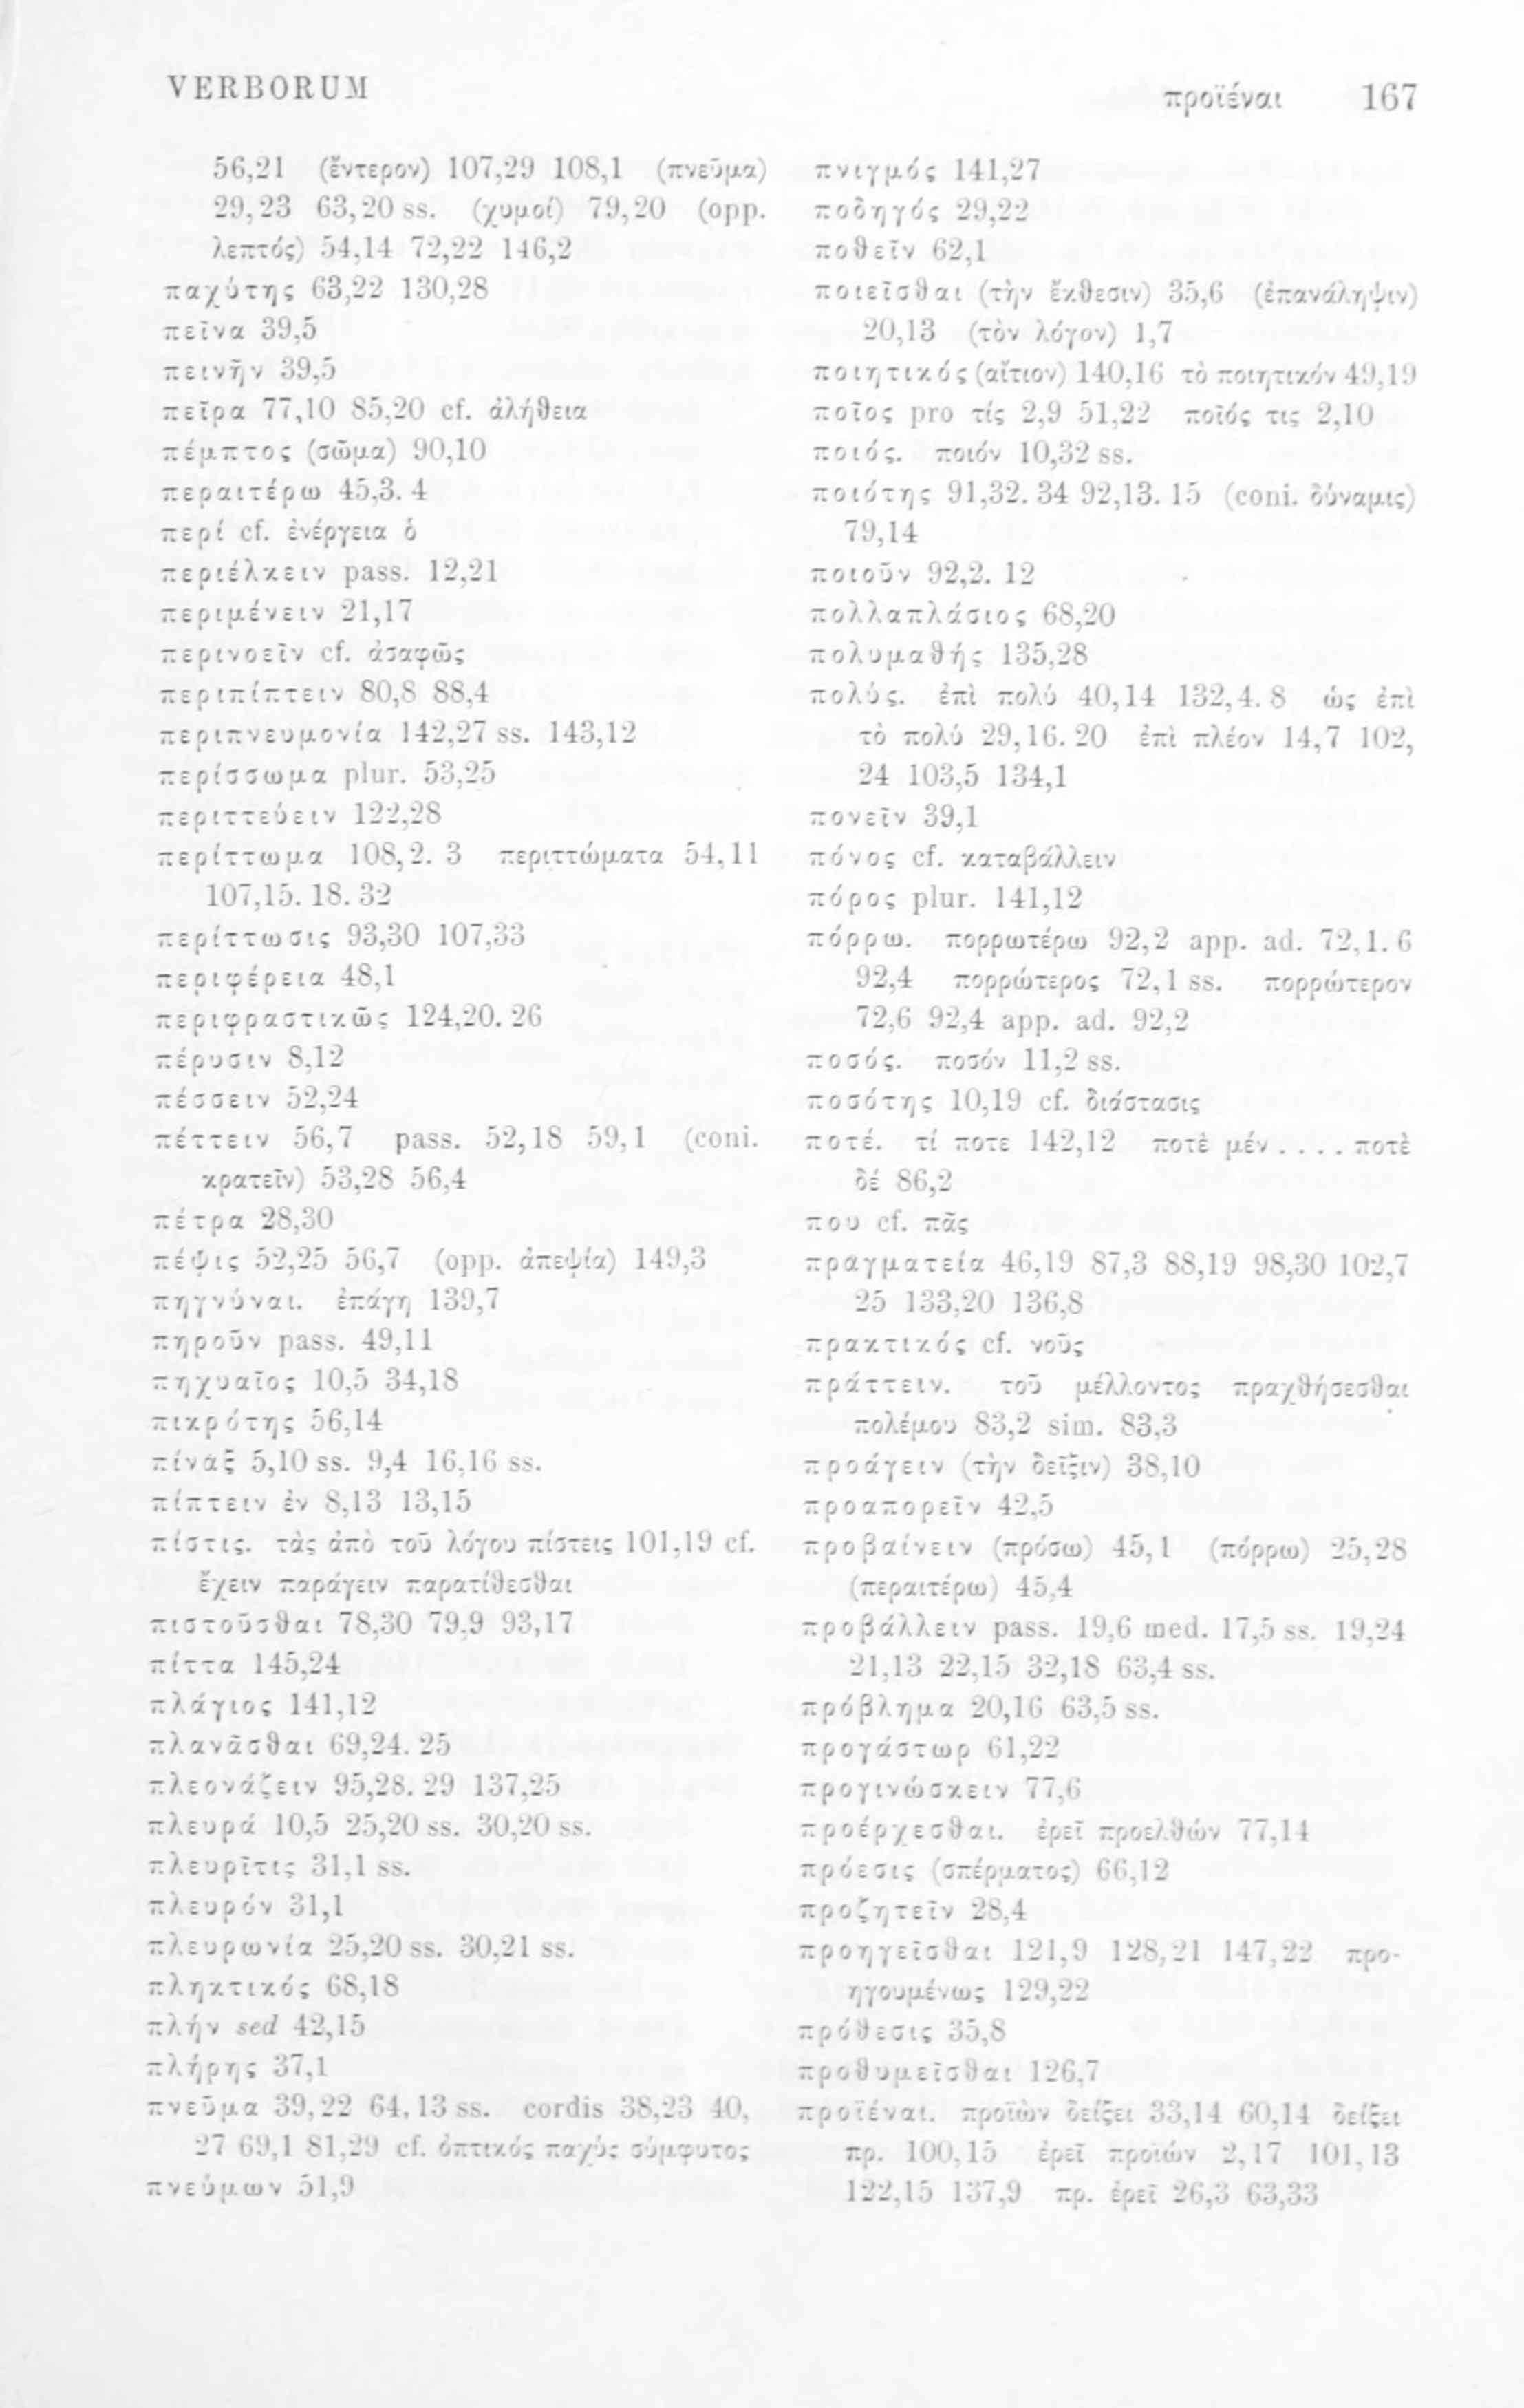 VERBORUM
προϊέναι 167
56,21 (ἔντερον) 107,29 108,1 (πνεῦμα)
29,23 63,20 ss. (χυμοί) 79,20 (opp.
λεπτός) 54,14 72,22 146,2
παχύτης 63,22 130,28
πεῖνα 39,5
πεινῆν 39,5
πεῖρα 77,10 85,20 cf. ἀλήθεια
πέμπτος (σῶμα) 90,10
περαιτέρω 45,3. 4
περί cf. ἐνέργεια ὁ
περιέλκειν pass. 12,21
περιμένειν 21,17
περινοεῖν cf. ἀσαφῶς
περιπίπτειν 80,8 88,4
περιπνευμονία 142,27 ss. 143,12
περίσσωμα plur. 53,25
περιττεύειν 122,28
περίττωμα 108,2. 3 περιττώματα 54,11
107,15. 18. 32
περίττωσις 93,30 107,33
περιφέρεια 48,1
περιφραστικῶς 124,20. 26
πέρυσιν 8,12
πέσσειν 52,24
πέττειν 56,7 pass. 52,18 59,1 (coni.
κρατεῖν) 53,28 56,4
πέτρα 28,30
πέψις 52,25 56,7 (opp. ἀπεψία) 149,3
πηγνύναι. ἐπάγη 139,7
πηροῦν pass. 49,11
πηχυαῖος 10,5 34,18
πικρότης 56,14
πίναξ 5,10 ss. 9,4 16,16 ss.
πίπτειν ἐν 8,13 13,15
πίστις. τὰς ἀπὸ τοῦ λόγου πίστεις 101,19 cf.
ἔχειν παράγειν παρατίθεσθαι
πιστοῦσθαι 78,30 79,9 93,17
πίττα 145,24
πλάγιος 141,12
πλανᾶσθαι 69,24. 25
πλεονάζειν 95,28. 29 137,25
πλευρά 10,5 25,20 ss. 30,20 ss.
πλευρῖτις 31,1 ss.
πλευρόν 31,1
πλευρωνία 25,20 ss. 30,21 ss.
πληκτικός 68,18
πλήν sed 42,15
πλήρης 37,1
πνεῦμα 39,22 64,13 ss. cordis 38,23 40,
27 69,1 81,29 cf. ὀπτικός παχύς σύμφυτος
πνεύμων 51,9
πνιγμός 141,27
ποδηγός 29,22
ποθεῖν 62,1
ποιεῖσθαι (τὴν ἔκθεσιν) 35,6 (ἐπανάληψιν)
20,13 (τὸν λόγον) 1,7
ποιητικός (αἴτιον) 140,16 τὸ ποιητικόν 49,19
ποῖος pro τίς 2,9 51,22 ποῖός τις 2,10
ποιός. ποιόν 10,32 ss.
ποιότης 91,32. 34 92,13. 15 (coni. δύναμις)
79,14
ποιοῦν 92,2. 12
πολλαπλάσιος 68,20
πολυμαθής 135,28
πολύς. ἐπὶ πολύ 40,14 132,4. 8 ὡς ἐπὶ
τὸ πολύ 29,16. 20 ἐπὶ πλέον 14,7 102,
24 103,5 134,1
πονεῖν 39,1
πόνος cf. καταβάλλειν
πόρος plur. 141,12
πόρρω. πορρωτέρω 92,2 app. ad. 72,1. 6
92,4 πορρώτερος 72,1 ss. πορρώτερον
72,6 92,4 app. ad. 92,2
ποσός. ποσόν 11,2 ss.
ποσότης 10,19 cf. διάστασις
ποτέ. τί ποτε 142,12 ποτὲ μέν . . . . ποτὲ
δέ 86,2
που cf. πᾶς
πραγματεία 46,19 87,3 88,19 98,30 102,7
25 133,20 136,8
πρακτικός cf. νοῦς
πράττειν. τοῦ μέλλοντος πραχθήσεσθαι
πολέμου 83,2 sim. 83,3
προάγειν (τὴν δεῖξιν) 38,10
προαπορεῖν 42,5
προβαίνειν (πρόσω) 45,1 (πόρρω) 25,28
(περαιτέρω) 45,4
προβάλλειν pass. 19,6 med. 17,5 ss. 19,24
21,13 22,15 32,18 63,4 ss.
πρόβλημα 20,16 63,5 ss.
προγάστωρ 61,22
προγινώσκειν 77,6
προέρχεσθαι. ἐρεῖ προελθών 77,14
πρόεσις (σπέρματος) 66,12
προζητεῖν 28,4
προηγεῖσθαι 121,9 128,21 147,22 προ-
ηγουμένως 129,22
πρόθεσις 35,8
προθυμεῖσθαι 126,7
προϊέναι. προϊὼν δείξει 33,14 60,14 δείξει
πρ. 100,15 ἐρεῖ προϊών 2,17 101,13
122,15 137,9 πρ. ἐρεῖ 26,3 63,33